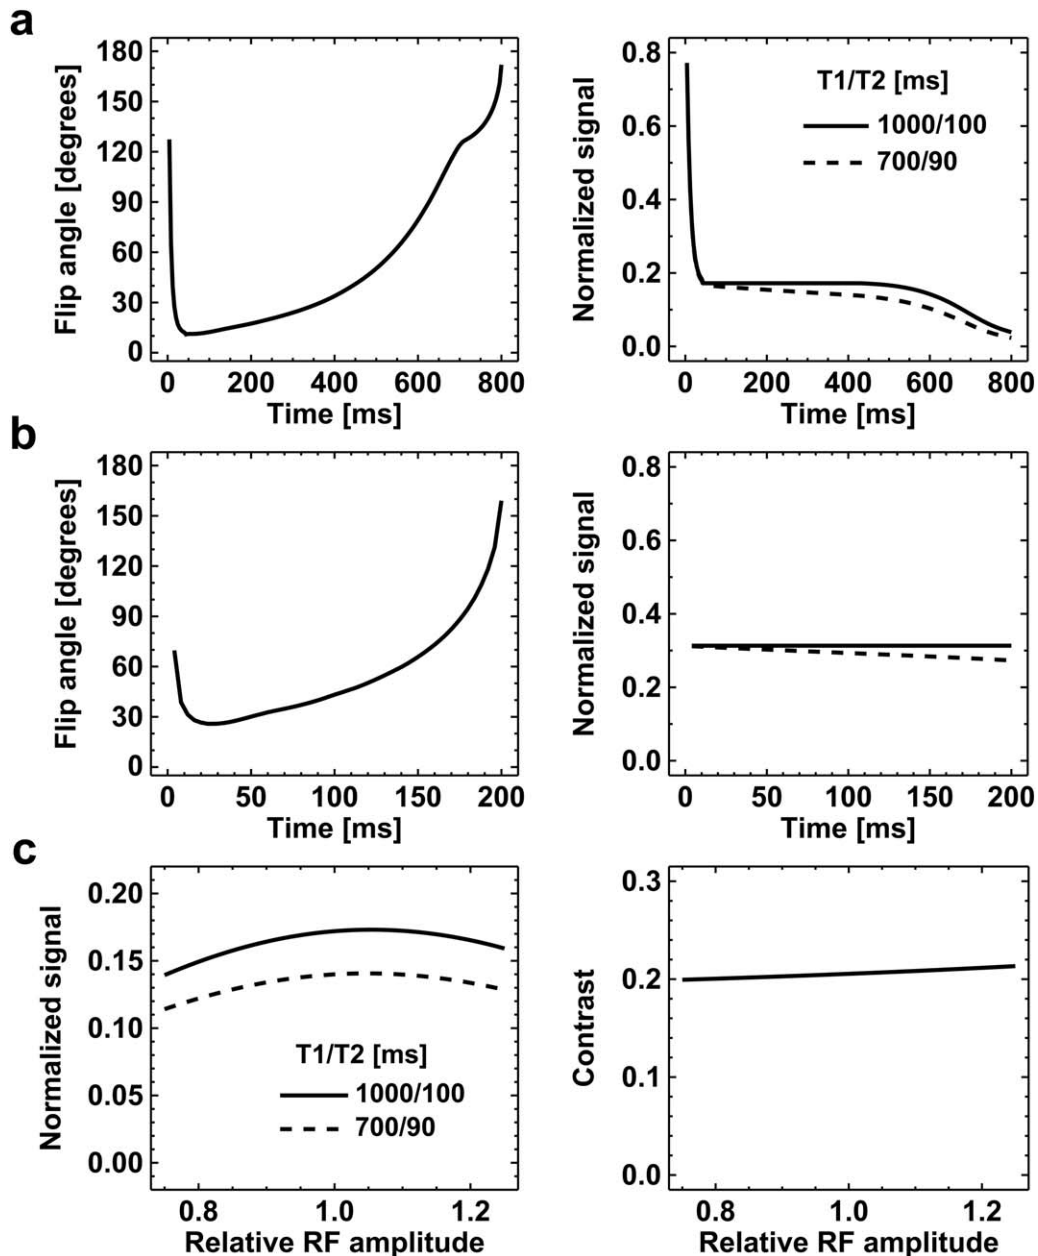 a
Flip angle [degrees]
180
150
120
90
60
30
0
0 200 400 600 800
Time [ms]
Normalized signal
0.8
0.6
0.4
0.2
0.0
T1/T2 [ms]
1000/100
700/90
0 200 400 600 800
Time [ms]
b
Flip angle [degrees]
180
150
120
90
60
30
0
0 50 100 150 200
Time [ms]
Normalized signal
0.8
0.6
0.4
0.2
0.0
0 50 100 150 200
Time [ms]
c
Normalized signal
0.20
0.15
0.10
0.05
0.00
T1/T2 [ms]
1000/100
700/90
0.8 1.0 1.2
Relative RF amplitude
Contrast
0.3
0.2
0.1
0.0
0.8 1.0 1.2
Relative RF amplitude